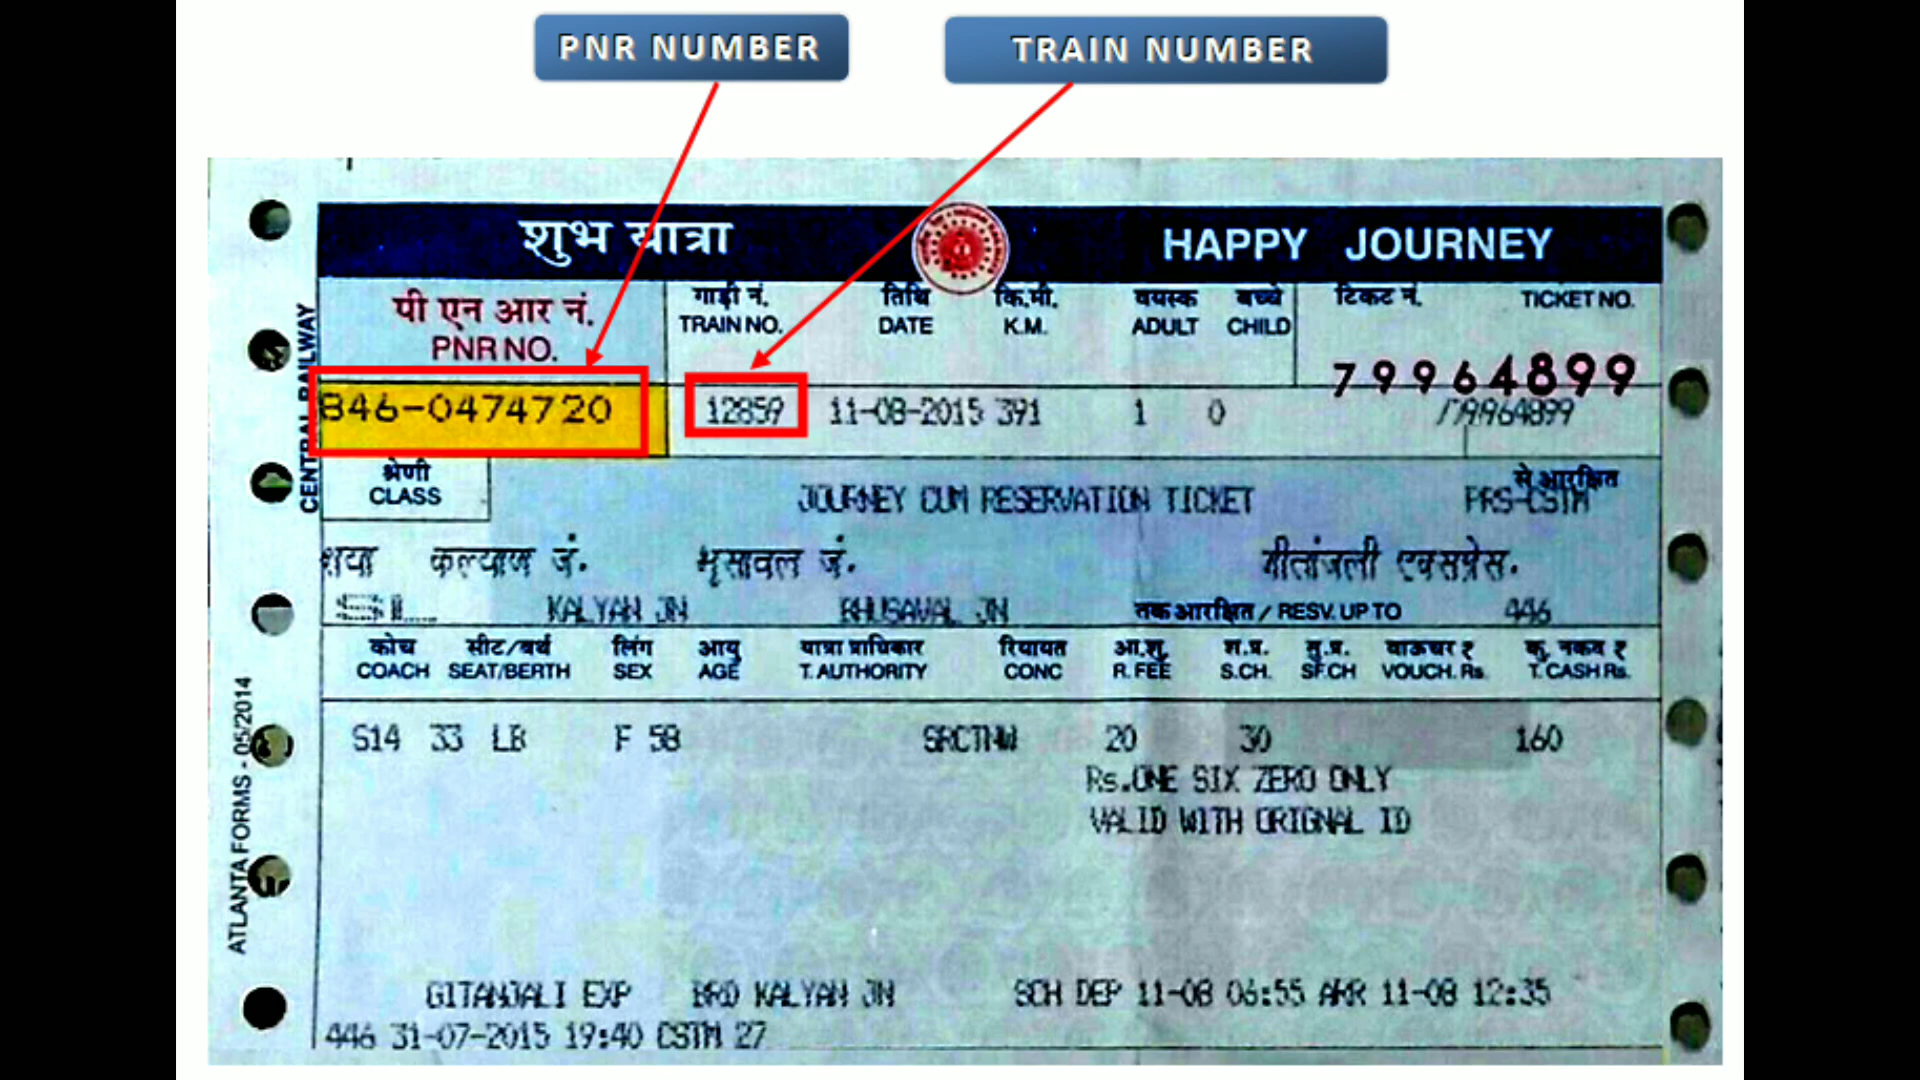 PNR NUMBER TRAIN NUMBER
शुभ यात्रा HAPPY JOURNEY
पी एन आर नं. गाड़ी नं. तिथि कि.मी. वयस्क बच्चे टिकट नं. TICKET NO.
PNR NO. TRAIN NO. DATE K.M. ADULT CHILD
79964899
846-0474720 12859 11-08-2015 391 1 0 79964899
CENTRAL RAILWAY
श्रेणी से आरक्षित
CLASS JOURNEY CUM RESERVATION TICKET PRS-CSTM
कल्याण जं. भुसावल जं. गीतांजली एक्सप्रेस.
SL KALYAN JN BHUSAVAL JN तक आरक्षित / RESV. UP TO 446
कोच सीट/बर्थ लिंग आयु यात्रा प्राधिकार रियायत आ.शु. श.प्र. सु.प्र. वाऊचर ₹ कु. नकद ₹
COACH SEAT/BERTH SEX AGE T. AUTHORITY CONC R. FEE S.CH. SF.CH VOUCH. Rs. T. CASH Rs.
S14 33 LB F 58 SRCTNW 20 30 160
Rs.ONE SIX ZERO ONLY
VALID WITH ORIGNAL ID
ATLANTA FORMS - 05/2014
GITANJALI EXP BRD KALYAN JN SCH DEP 11-08 06:55 ARR 11-08 12:35
446 31-07-2015 19:40 CSTM 27